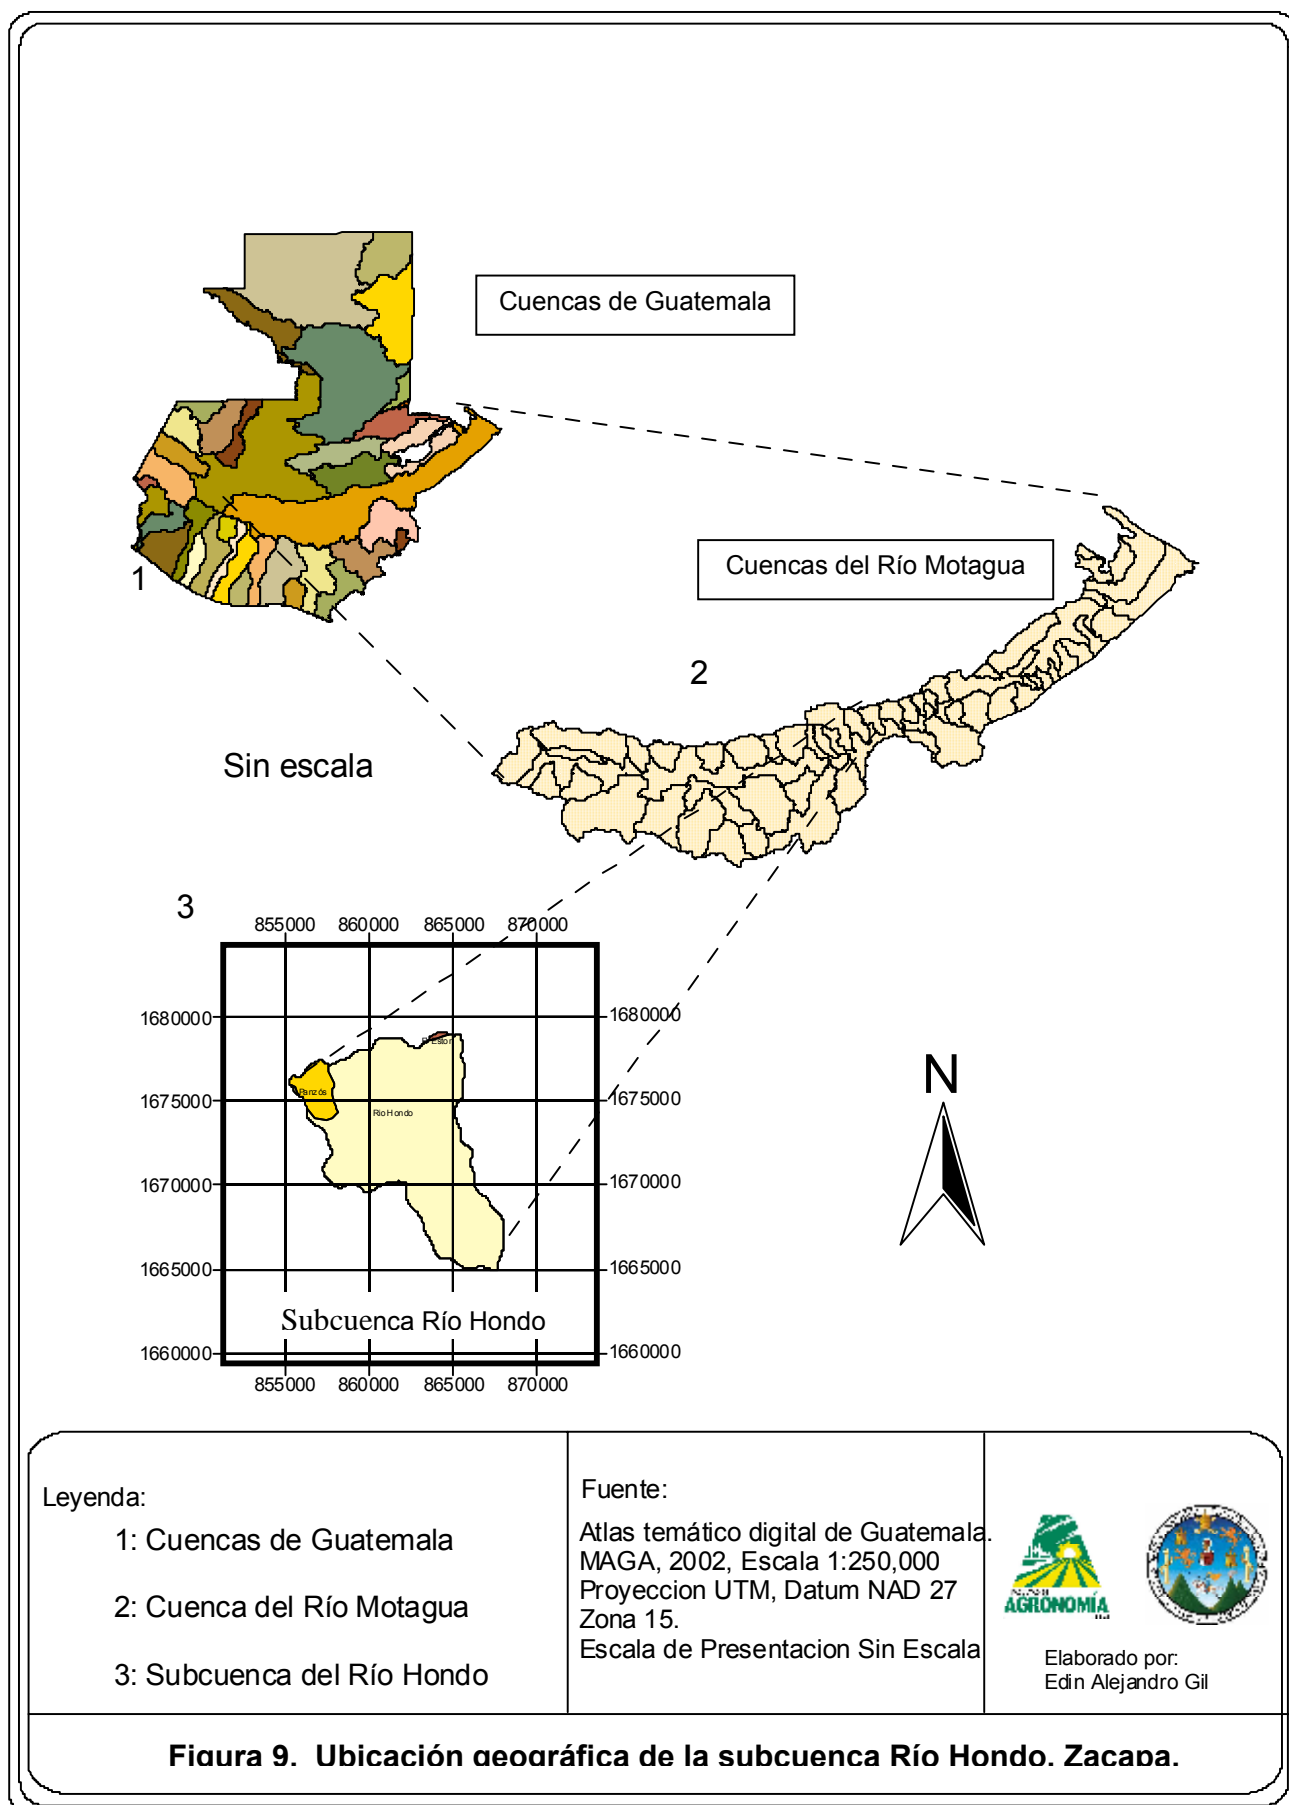 Cuencas de Guatemala
1
Cuencas del Río Motagua
2
Sin escala
3
855000 860000 865000 870000
1680000 1680000
El Estor
Panzós
1675000 1675000
Río Hondo
1670000 1670000
1665000 1665000
Subcuenca Río Hondo
1660000 1660000
855000 860000 865000 870000
N
Leyenda:
1: Cuencas de Guatemala
2: Cuenca del Río Motagua
3: Subcuenca del Río Hondo
Fuente:
Atlas temático digital de Guatemala.
MAGA, 2002, Escala 1:250,000
Proyeccion UTM, Datum NAD 27
Zona 15.
Escala de Presentacion Sin Escala
AGRONOMÍA
Elaborado por:
Edin Alejandro Gil
Figura 9. Ubicación geográfica de la subcuenca Río Hondo. Zacapa.